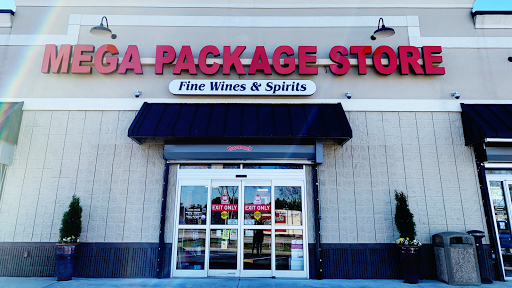 MEGA PACKAGE STORE
Fine Wines & Spirits
EXIT ONLY
EXIT ONLY